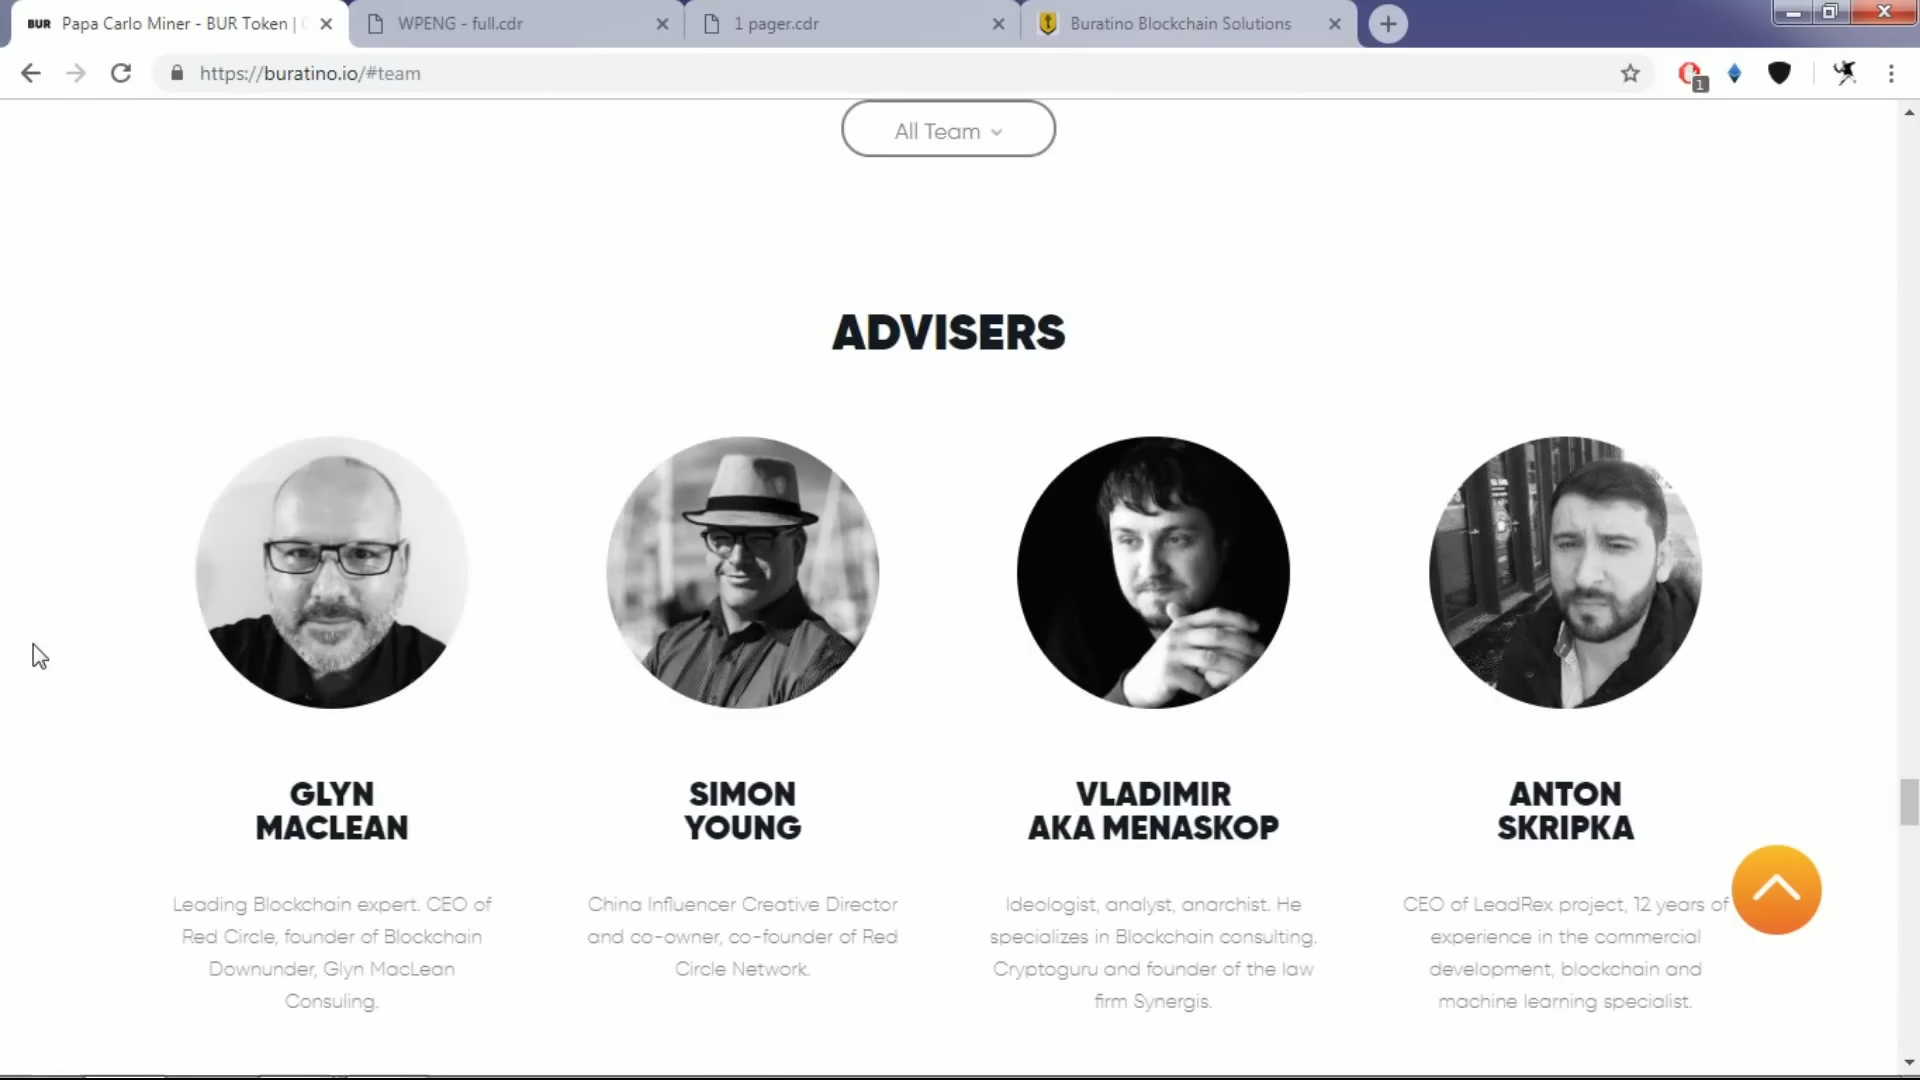 BUR Papa Carlo Miner - BUR Token |
WPENG - full.cdr
1 pager.cdr
Buratino Blockchain Solutions
https://buratino.io/#team
1
All Team
ADVISERS
GLYN
MACLEAN
Leading Blockchain expert. CEO of
Red Circle, founder of Blockchain
Downunder, Glyn MacLean
Consuling.
SIMON
YOUNG
China Influencer Creative Director
and co-owner, co-founder of Red
Circle Network.
VLADIMIR
AKA MENASKOP
Ideologist, analyst, anarchist. He
specializes in Blockchain consulting.
Cryptoguru and founder of the law
firm Synergis.
ANTON
SKRIPKA
CEO of LeadRex project, 12 years of
experience in the commercial
development, blockchain and
machine learning specialist.